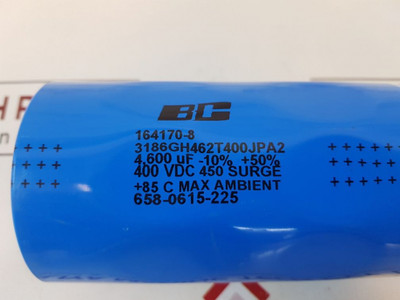 BC
164170-8
3186GH462T400JPA2
4,600 uF -10% +50%
400 VDC 450 SURGE
+85 C MAX AMBIENT
658-0615-225
+++ +++
+++ +++
+++ +++